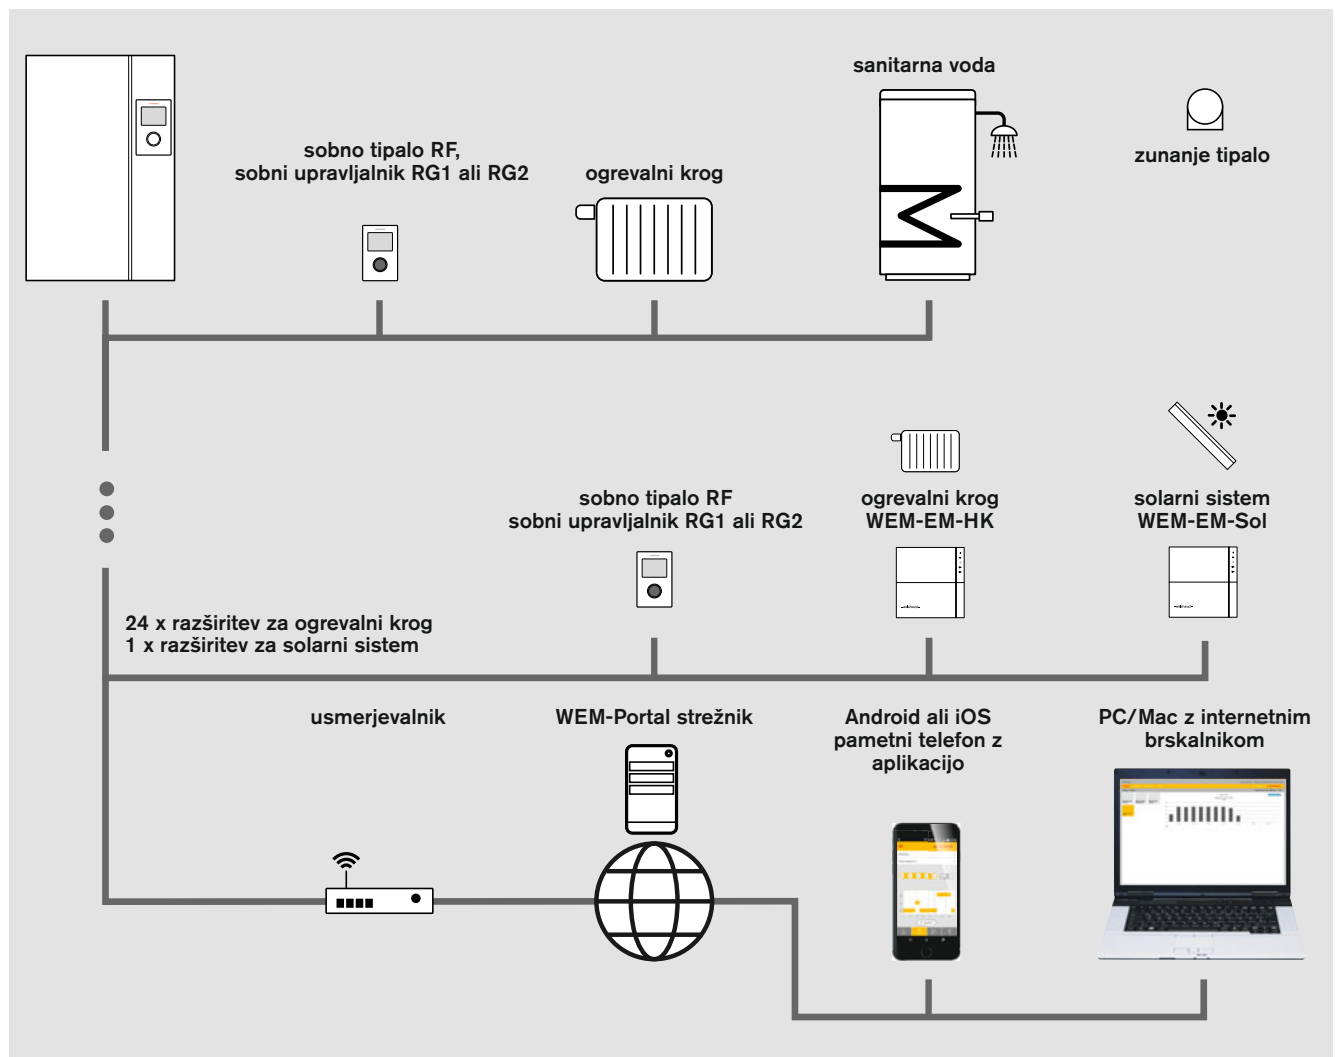 sanitarna voda
zunanje tipalo
sobno tipalo RF,
sobni upravljalnik RG1 ali RG2
ogrevalni krog
sobno tipalo RF
sobni upravljalnik RG1 ali RG2
ogrevalni krog
WEM-EM-HK
solarni sistem
WEM-EM-Sol
24 x razširitev za ogrevalni krog
1 x razširitev za solarni sistem
usmerjevalnik
WEM-Portal strežnik
Android ali iOS
pametni telefon z
aplikacijo
PC/Mac z internetnim
brskalnikom